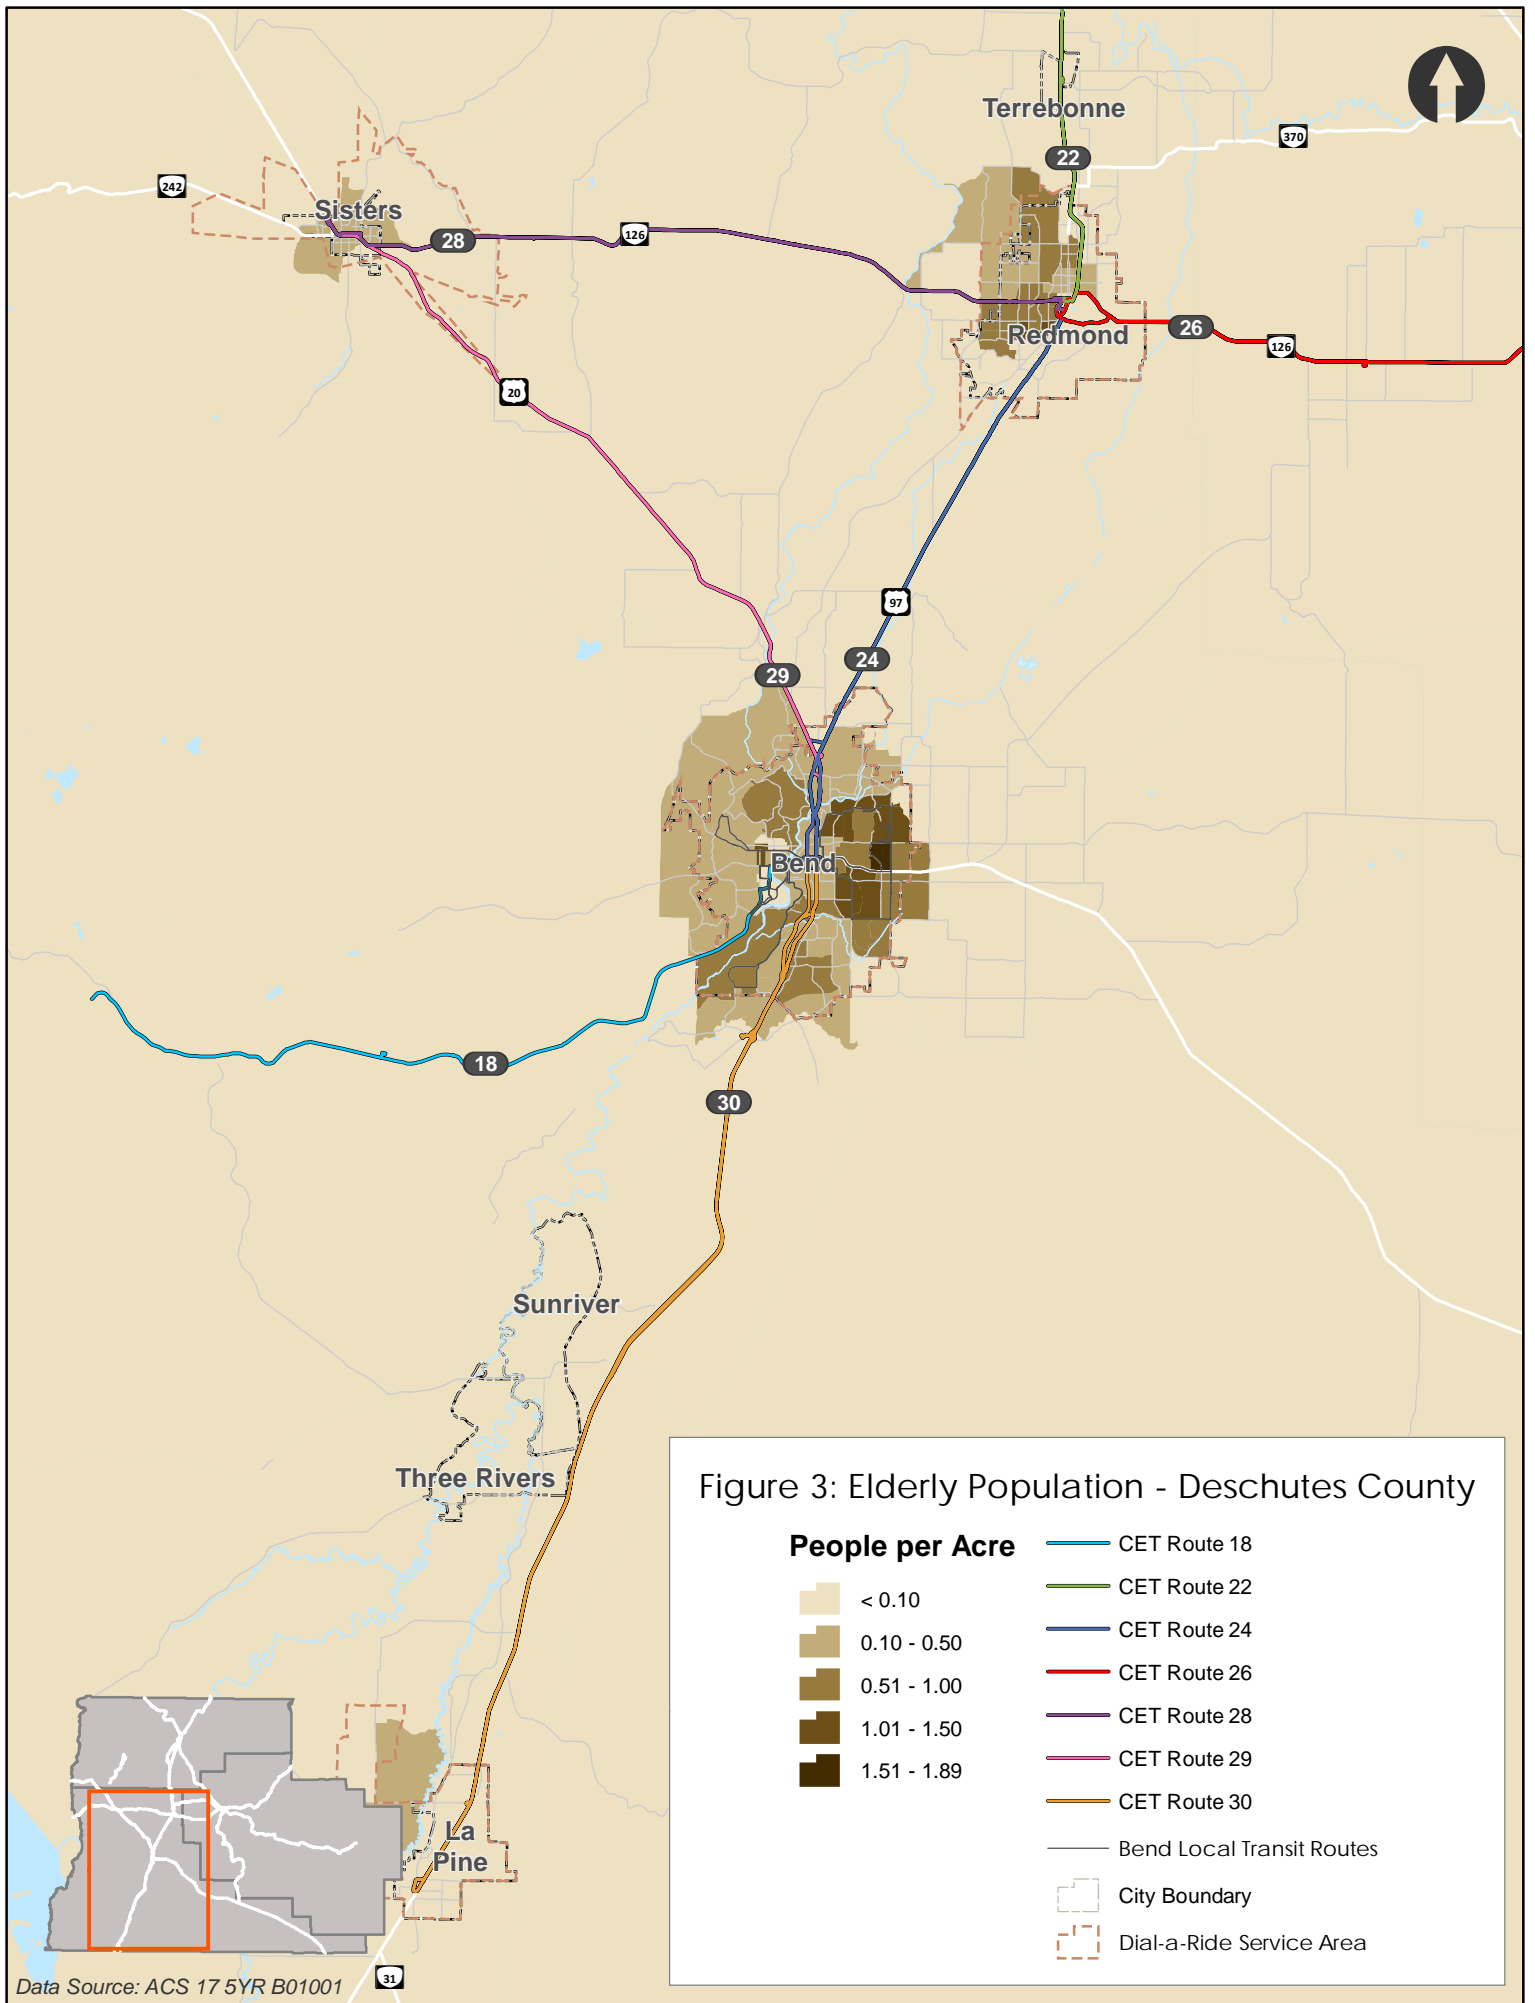 Terrebonne
370
22
242
Sisters
28
126
Redmond
26
126
20
97
24
29
Bend
18
30
Sunriver
Three Rivers
La
Pine
31
Figure 3: Elderly Population - Deschutes County
People per Acre
< 0.10
0.10 - 0.50
0.51 - 1.00
1.01 - 1.50
1.51 - 1.89
CET Route 18
CET Route 22
CET Route 24
CET Route 26
CET Route 28
CET Route 29
CET Route 30
Bend Local Transit Routes
City Boundary
Dial-a-Ride Service Area
Data Source: ACS 17 5YR B01001